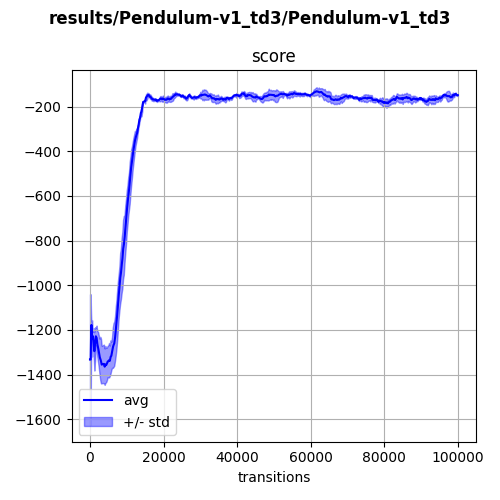 results/Pendulum-v1_td3/Pendulum-v1_td3
score
−200
−400
−600
−800
−1000
−1200
−1400
−1600
avg
+/- std
0 20000 40000 60000 80000 100000
transitions